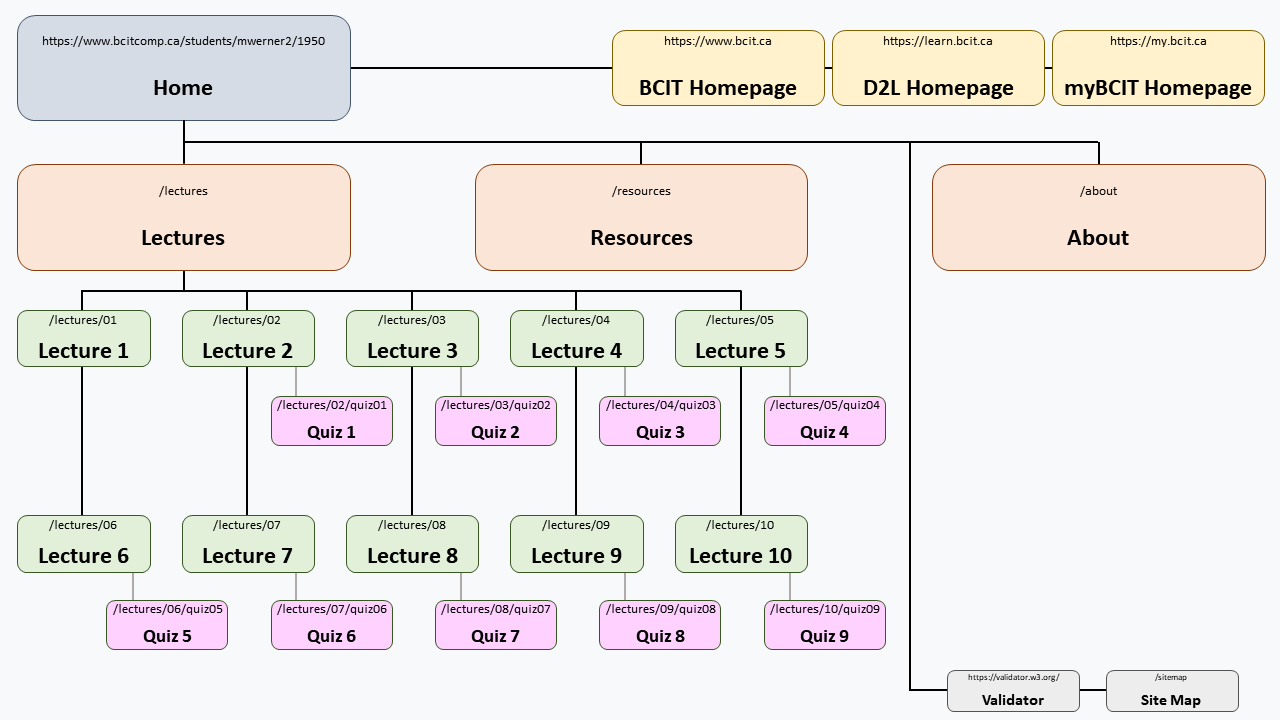 https://www.bcitcomp.ca/students/mwerner2/1950
Home
https://www.bcit.ca
BCIT Homepage
https://learn.bcit.ca
D2L Homepage
https://my.bcit.ca
myBCIT Homepage
/lectures
Lectures
/resources
Resources
/about
About
/lectures/01
Lecture 1
/lectures/02
Lecture 2
/lectures/03
Lecture 3
/lectures/04
Lecture 4
/lectures/05
Lecture 5
/lectures/02/quiz01
Quiz 1
/lectures/03/quiz02
Quiz 2
/lectures/04/quiz03
Quiz 3
/lectures/05/quiz04
Quiz 4
/lectures/06
Lecture 6
/lectures/07
Lecture 7
/lectures/08
Lecture 8
/lectures/09
Lecture 9
/lectures/10
Lecture 10
/lectures/06/quiz05
Quiz 5
/lectures/07/quiz06
Quiz 6
/lectures/08/quiz07
Quiz 7
/lectures/09/quiz08
Quiz 8
/lectures/10/quiz09
Quiz 9
https://validator.w3.org/
Validator
/sitemap
Site Map